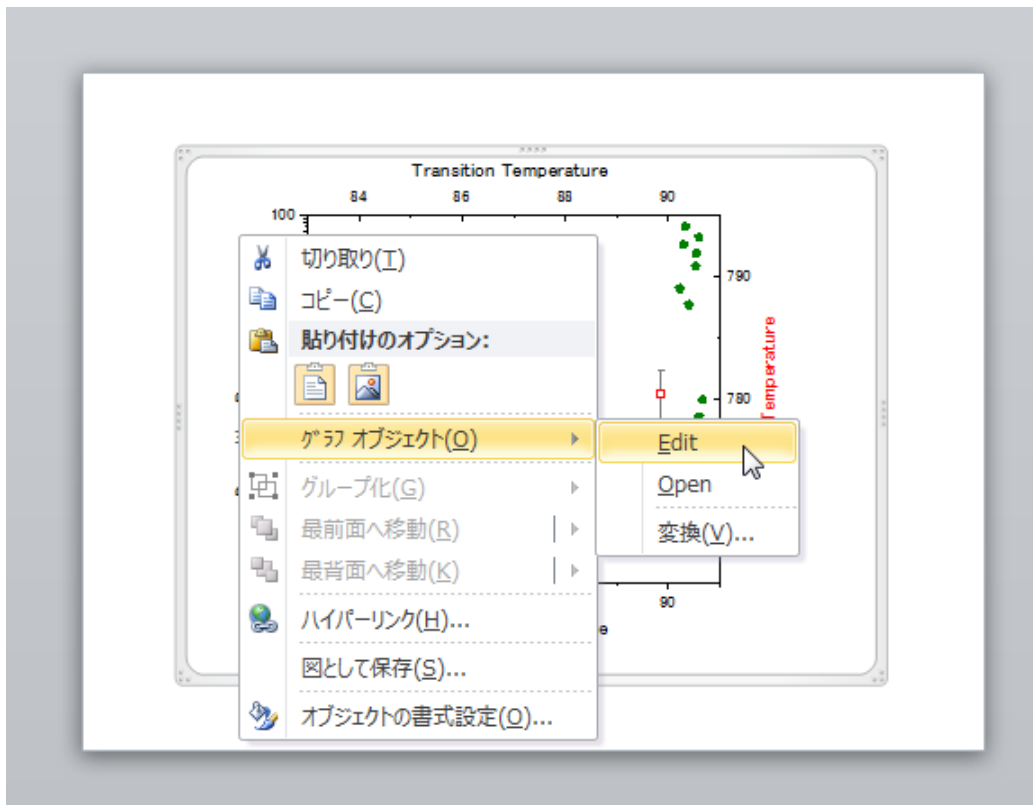 Transition Temperature
84 86 88 90
100
790
切り取り(T)
コピー(C)
貼り付けのオプション:
780
Temperature
グラフ オブジェクト(O)
Edit
グループ化(G)
Open
最前面へ移動(R)
変換(V)...
最背面へ移動(K)
90
ハイパーリンク(H)...
図として保存(S)...
オブジェクトの書式設定(O)...